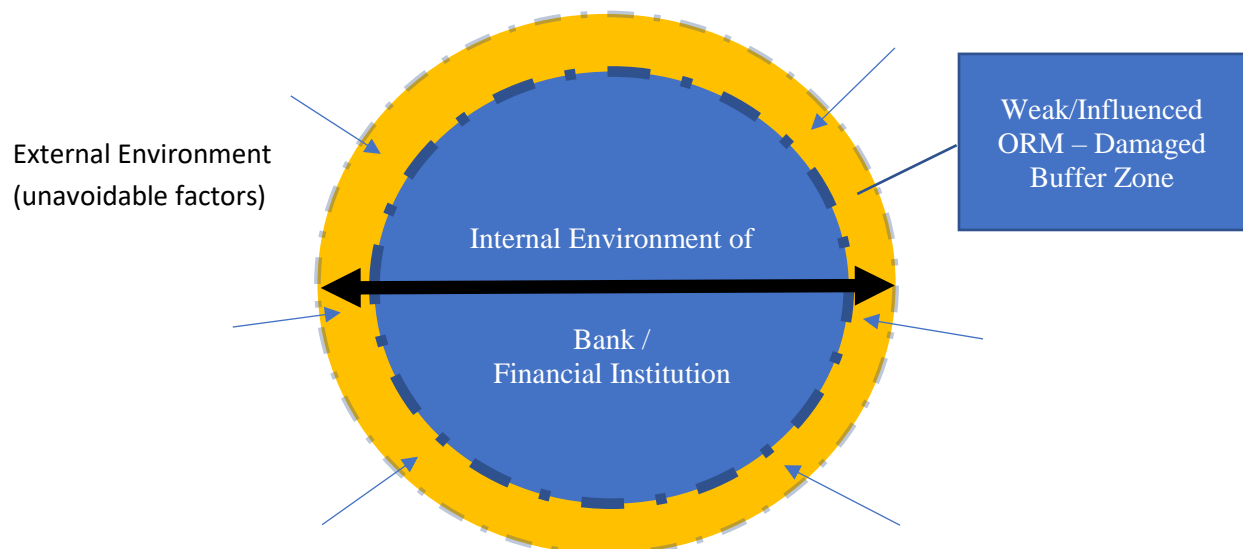 Weak/Influenced
ORM – Damaged
Buffer Zone
External Environment
(unavoidable factors)
Internal Environment of
Bank /
Financial Institution